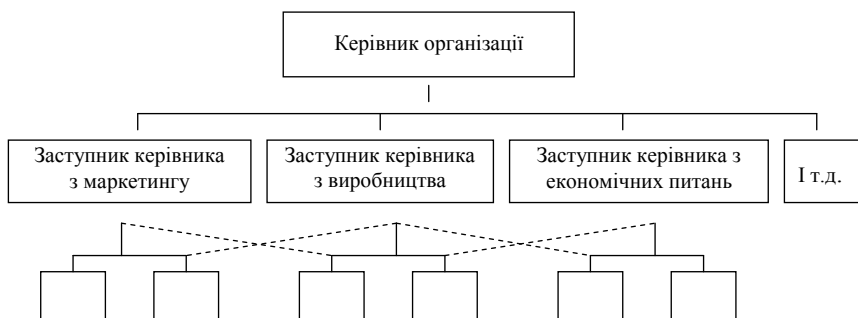 Керівник організації
Заступник керівника
з маркетингу
Заступник керівника
з виробництва
Заступник керівника з
економічних питань
І т.д.